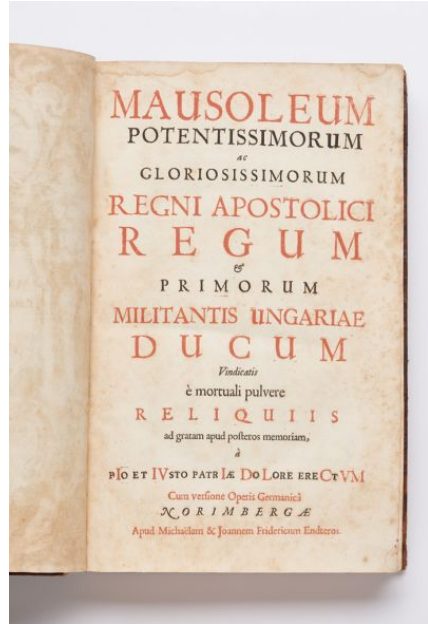 MAUSOLEUM
POTENTISSIMORUM
ac
GLORIOSISSIMORUM
REGNI APOSTOLICI
REGUM
&
PRIMORUM
MILITANTIS UNGARIAE
DUCUM
Vindicatis
è mortuali pulvere
RELIQUIIS
ad gratam apud posteros memoriam,
à
PIO ET IVSTO PATRIÆ DOLORE ERECTVM
Cum versione Operis Germanicâ
NORIMBERGÆ
Apud Michaëlem & Joannem Fridericum Endteros.